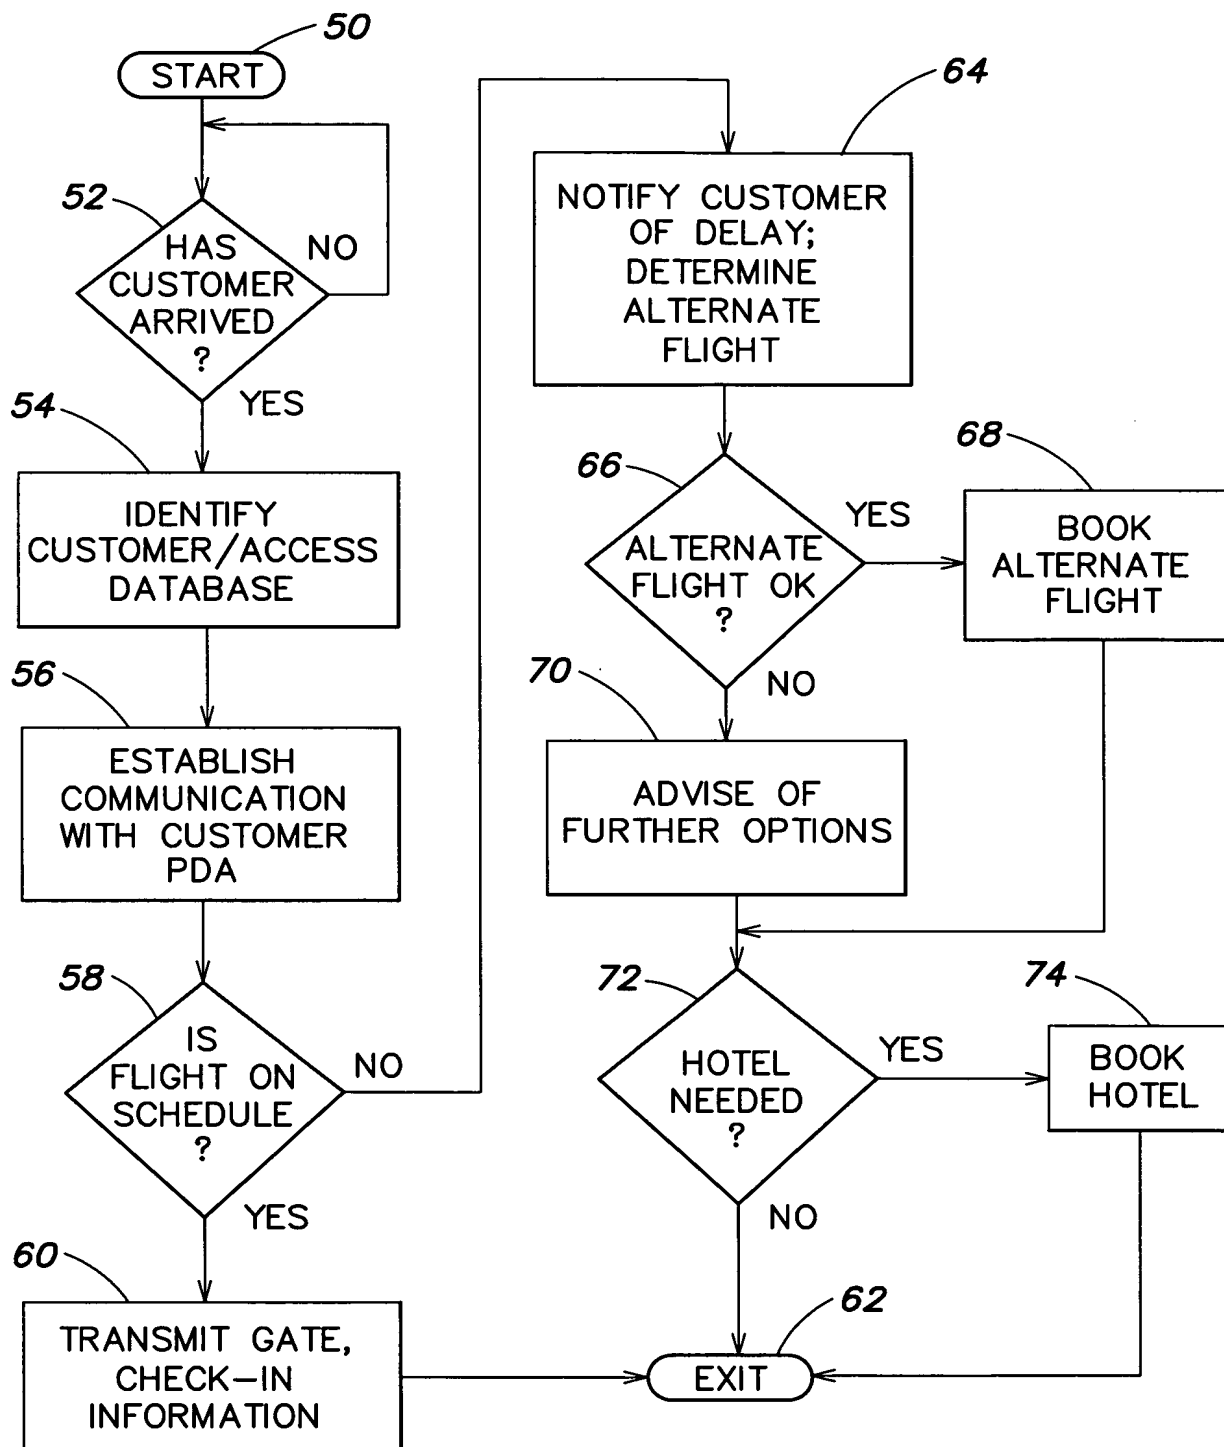 50
START
52
HAS
CUSTOMER
ARRIVED
?
NO
YES
54
IDENTIFY
CUSTOMER/ACCESS
DATABASE
56
ESTABLISH
COMMUNICATION
WITH CUSTOMER
PDA
58
IS
FLIGHT ON
SCHEDULE
?
NO
YES
60
TRANSMIT GATE,
CHECK-IN
INFORMATION
64
NOTIFY CUSTOMER
OF DELAY;
DETERMINE
ALTERNATE
FLIGHT
66
ALTERNATE
FLIGHT OK
?
YES
NO
68
BOOK
ALTERNATE
FLIGHT
70
ADVISE OF
FURTHER OPTIONS
72
HOTEL
NEEDED
?
YES
NO
74
BOOK
HOTEL
62
EXIT